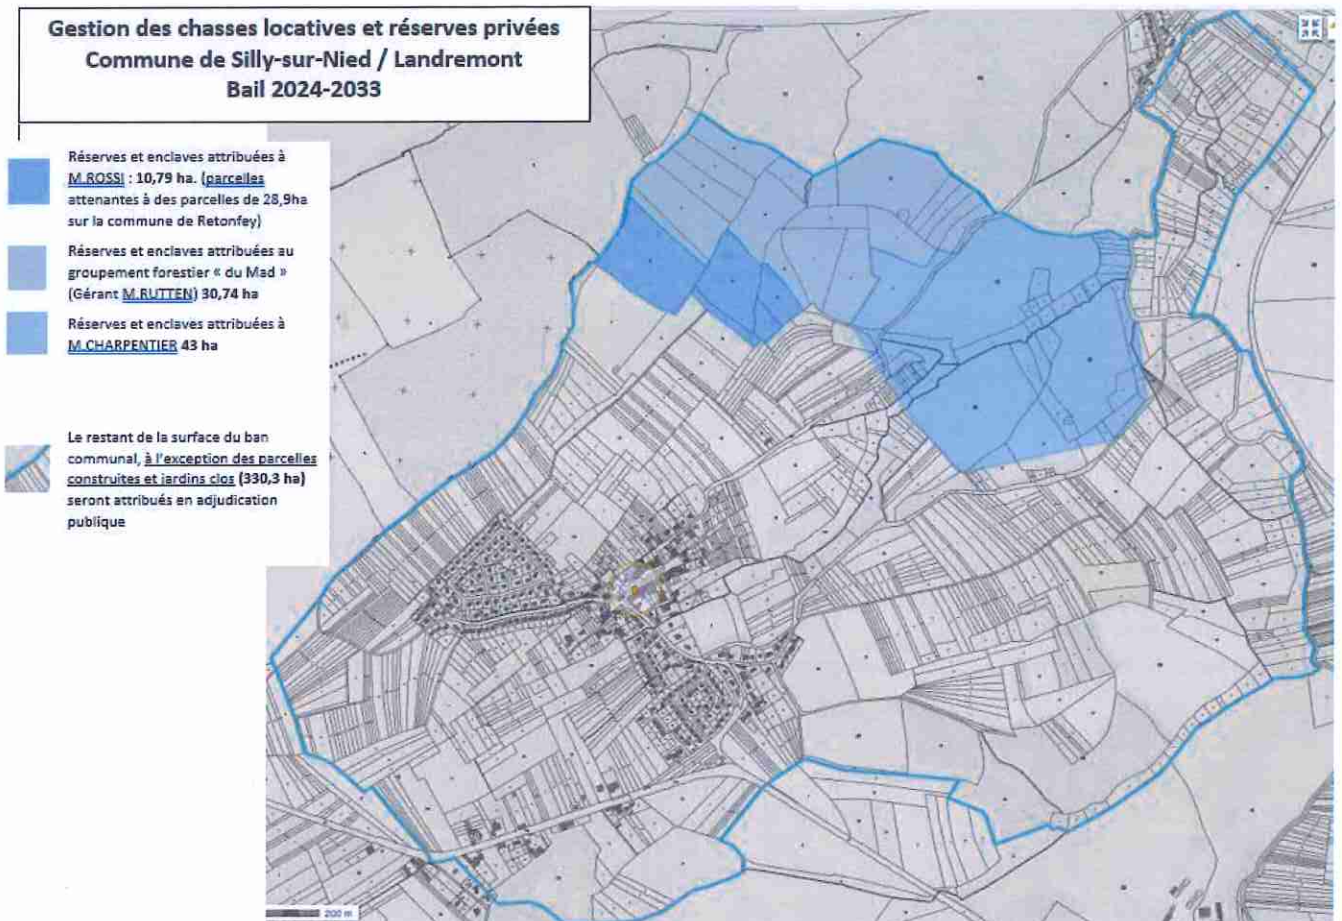 Gestion des chasses locatives et réserves privées
Commune de Silly-sur-Nied / Landremont
Bail 2024-2033
Réserves et enclaves attribuées à
M.ROSSI : 10,79 ha. (parcelles
attenantes à des parcelles de 28,9ha
sur la commune de Retonfey)
Réserves et enclaves attribuées au
groupement forestier « du Mad »
(Gérant M.RUTTEN) 30,74 ha
Réserves et enclaves attribuées à
M.CHARPENTIER 43 ha
Le restant de la surface du ban
communal, à l'exception des parcelles
construites et jardins clos (330,3 ha)
seront attribués en adjudication
publique
200 m